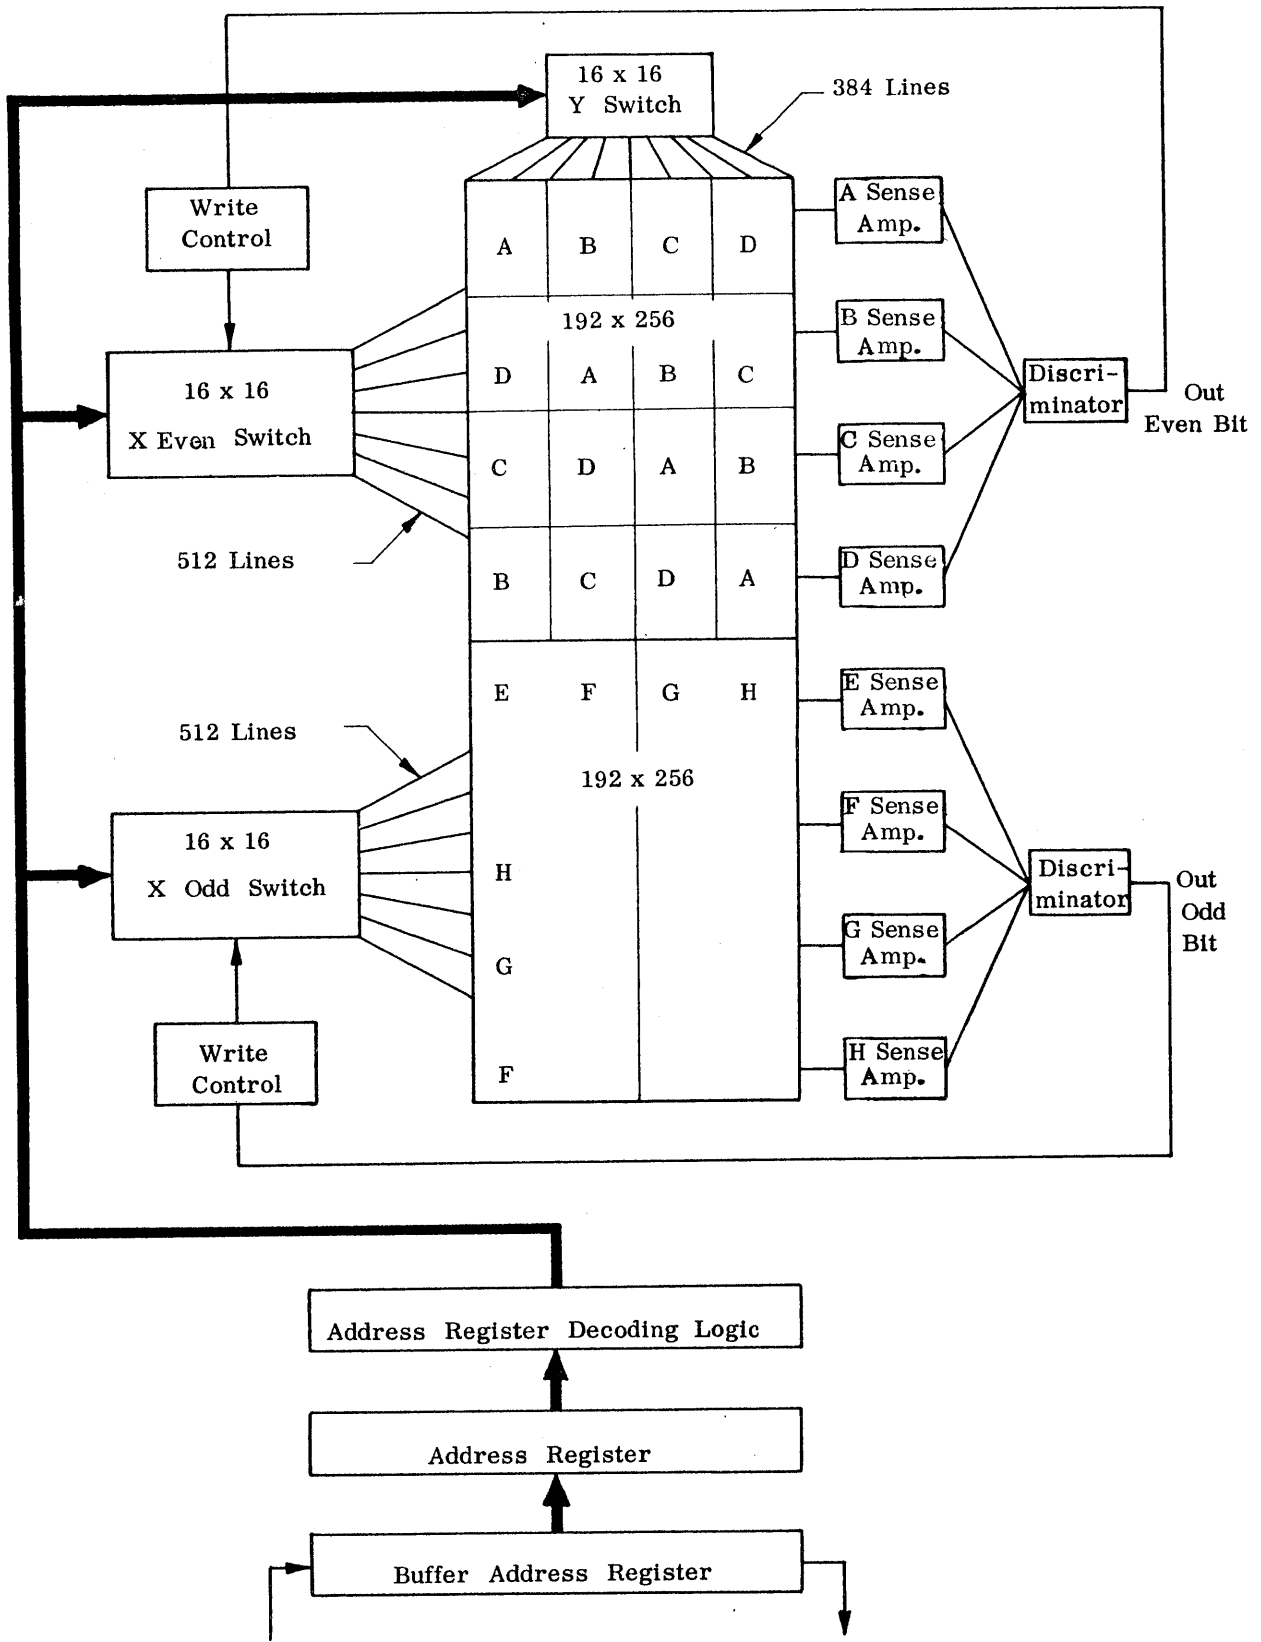 16 x 16
Y Switch
384 Lines
Write
Control
A B C D
A Sense
Amp.
192 x 256
B Sense
Amp.
16 x 16
X Even Switch
D A B C
Discri-
minator
Out
Even Bit
C D A B
C Sense
Amp.
512 Lines
B C D A
D Sense
Amp.
E F G H
E Sense
Amp.
512 Lines
192 x 256
F Sense
Amp.
16 x 16
X Odd Switch
H
Discri-
minator
Out
Odd
Bit
G
G Sense
Amp.
Write
Control
F
H Sense
Amp.
Address Register Decoding Logic
Address Register
Buffer Address Register